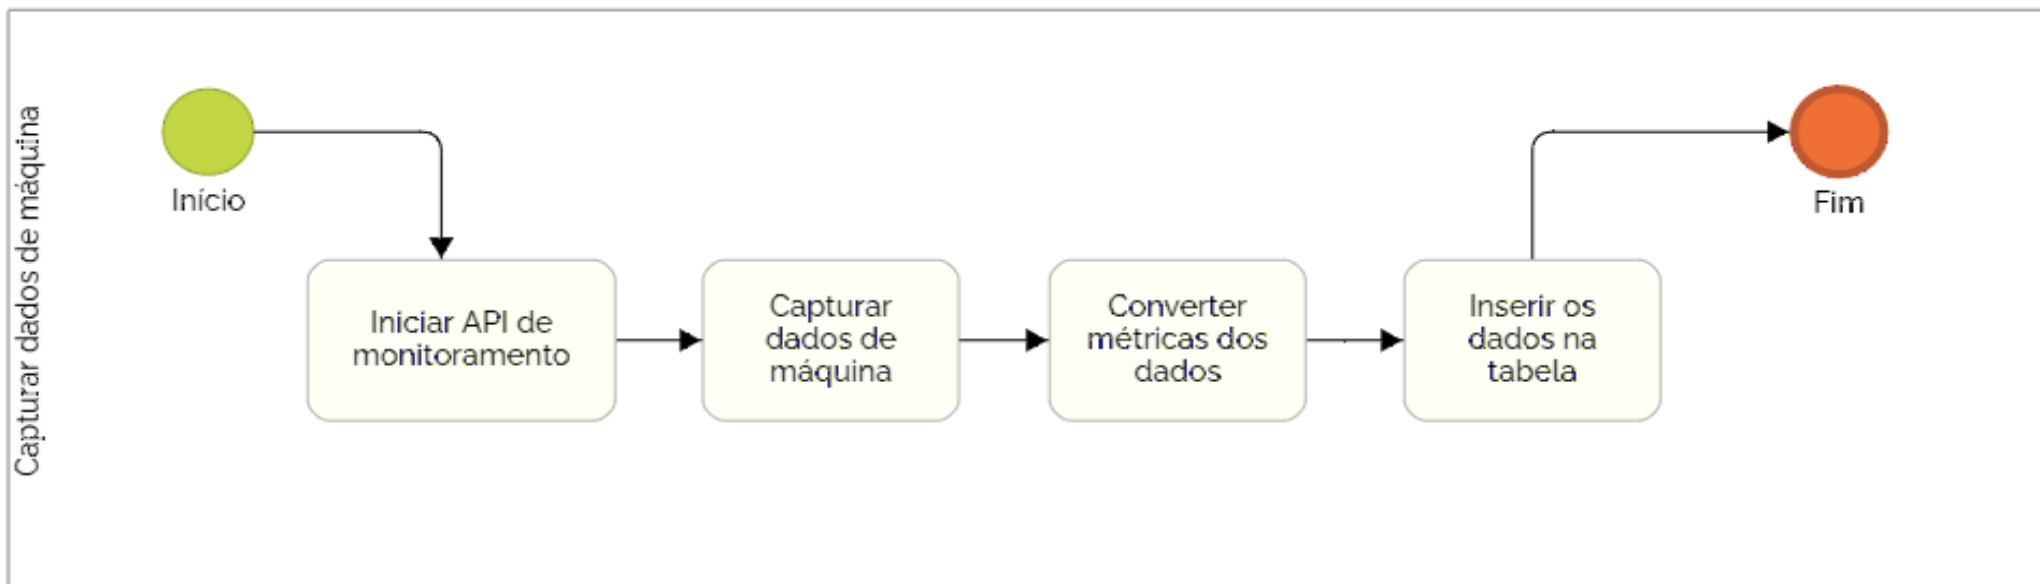 Capturar dados de máquina
Início
Iniciar API de
monitoramento
Capturar
dados de
máquina
Converter
métricas dos
dados
Inserir os
dados na
tabela
Fim